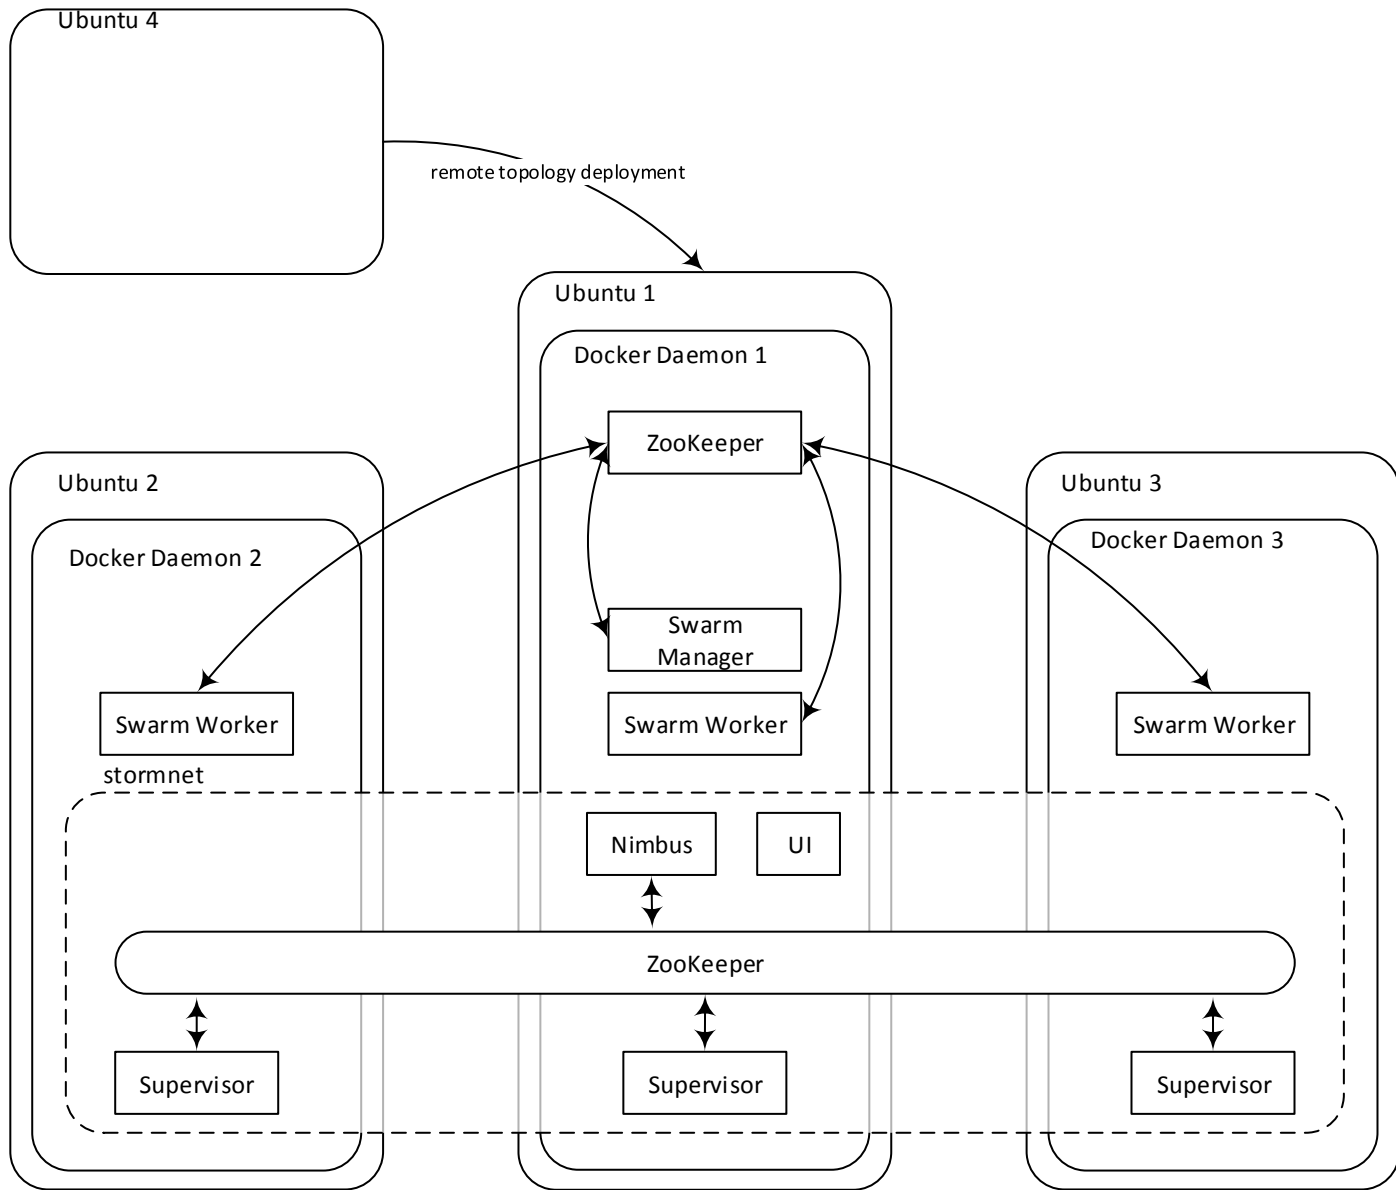 Ubuntu 4
remote topology deployment
Ubuntu 1
Docker Daemon 1
ZooKeeper
Ubuntu 2
Ubuntu 3
Docker Daemon 2
Docker Daemon 3
Swarm
Manager
Swarm Worker
Swarm Worker
Swarm Worker
stormnet
Nimbus
UI
ZooKeeper
Supervisor
Supervisor
Supervisor